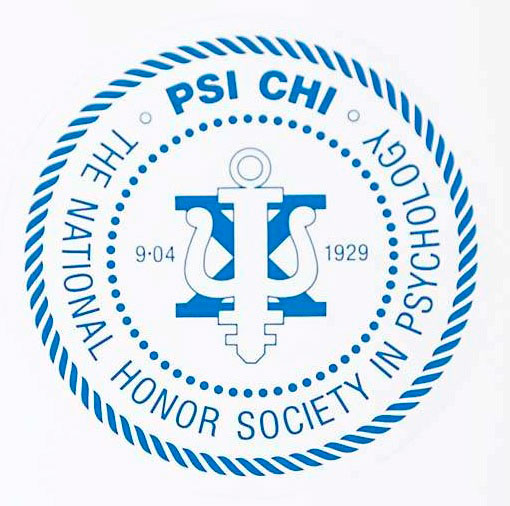 PSI CHI
THE NATIONAL HONOR SOCIETY IN PSYCHOLOGY
9·04
1929